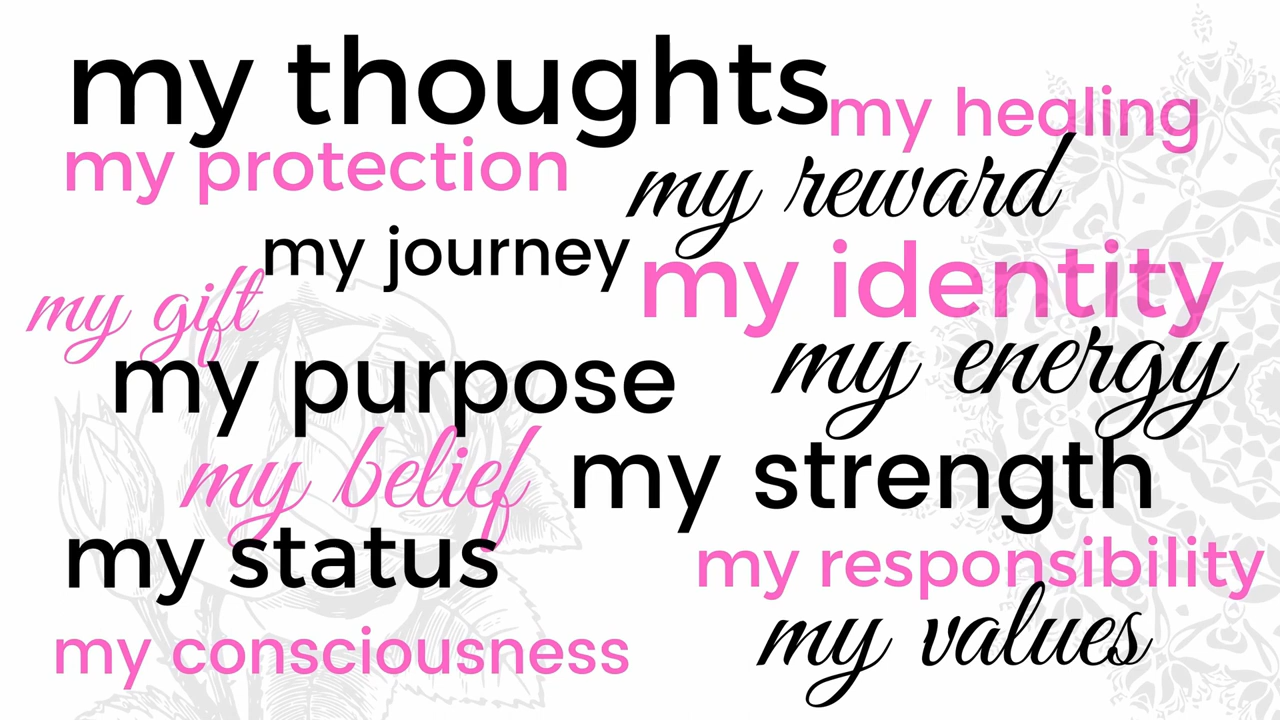 my thoughts
my healing
my protection
my reward
my journey
my identity
my gift
my energy
my purpose
my belief
my strength
my status
my responsibility
my values
my consciousness